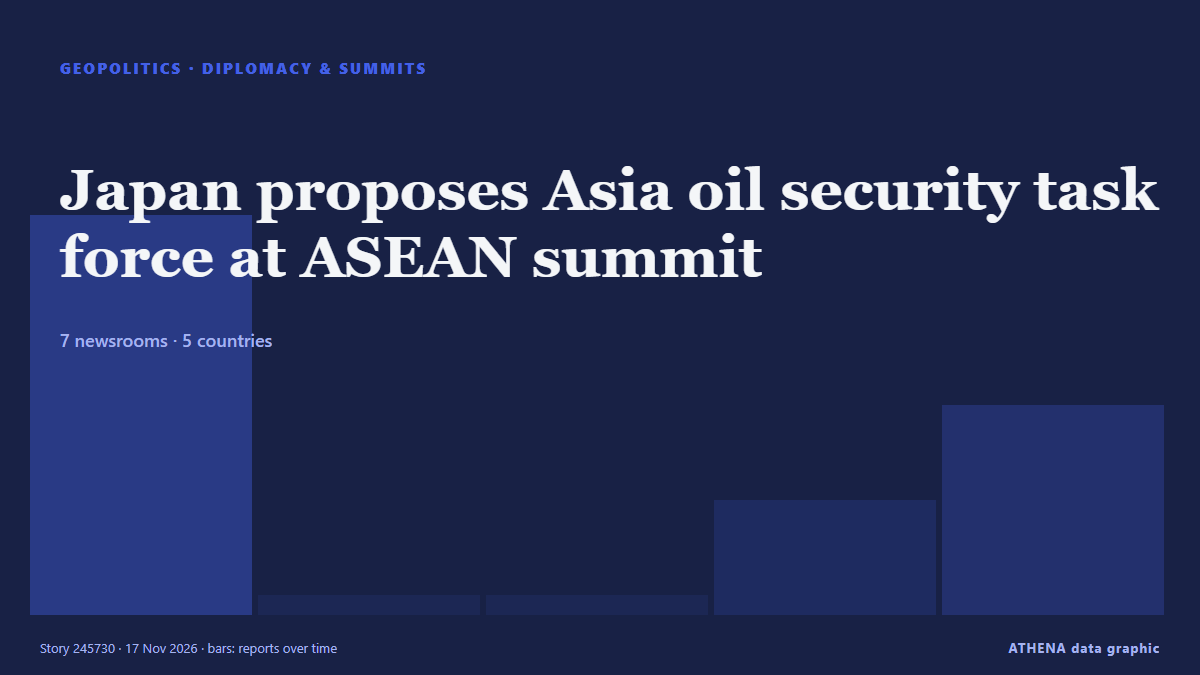 GEOPOLITICS · DIPLOMACY & SUMMITS
Japan proposes Asia oil security task
force at ASEAN summit
7 newsrooms · 5 countries
Story 245730 · 17 Nov 2026 · bars: reports over time
ATHENA data graphic